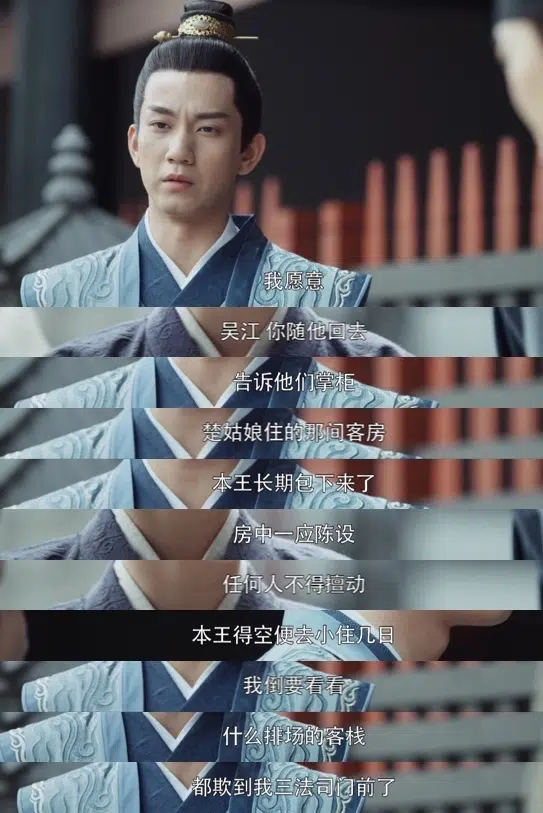 我愿意
吴江 你随他回去
告诉他们掌柜
楚姑娘住的那间客房
本王长期包下来了
房中一应陈设
任何人不得擅动
本王得空便去小住几日
我倒要看看
什么排场的客栈
都欺到我三法司门前了